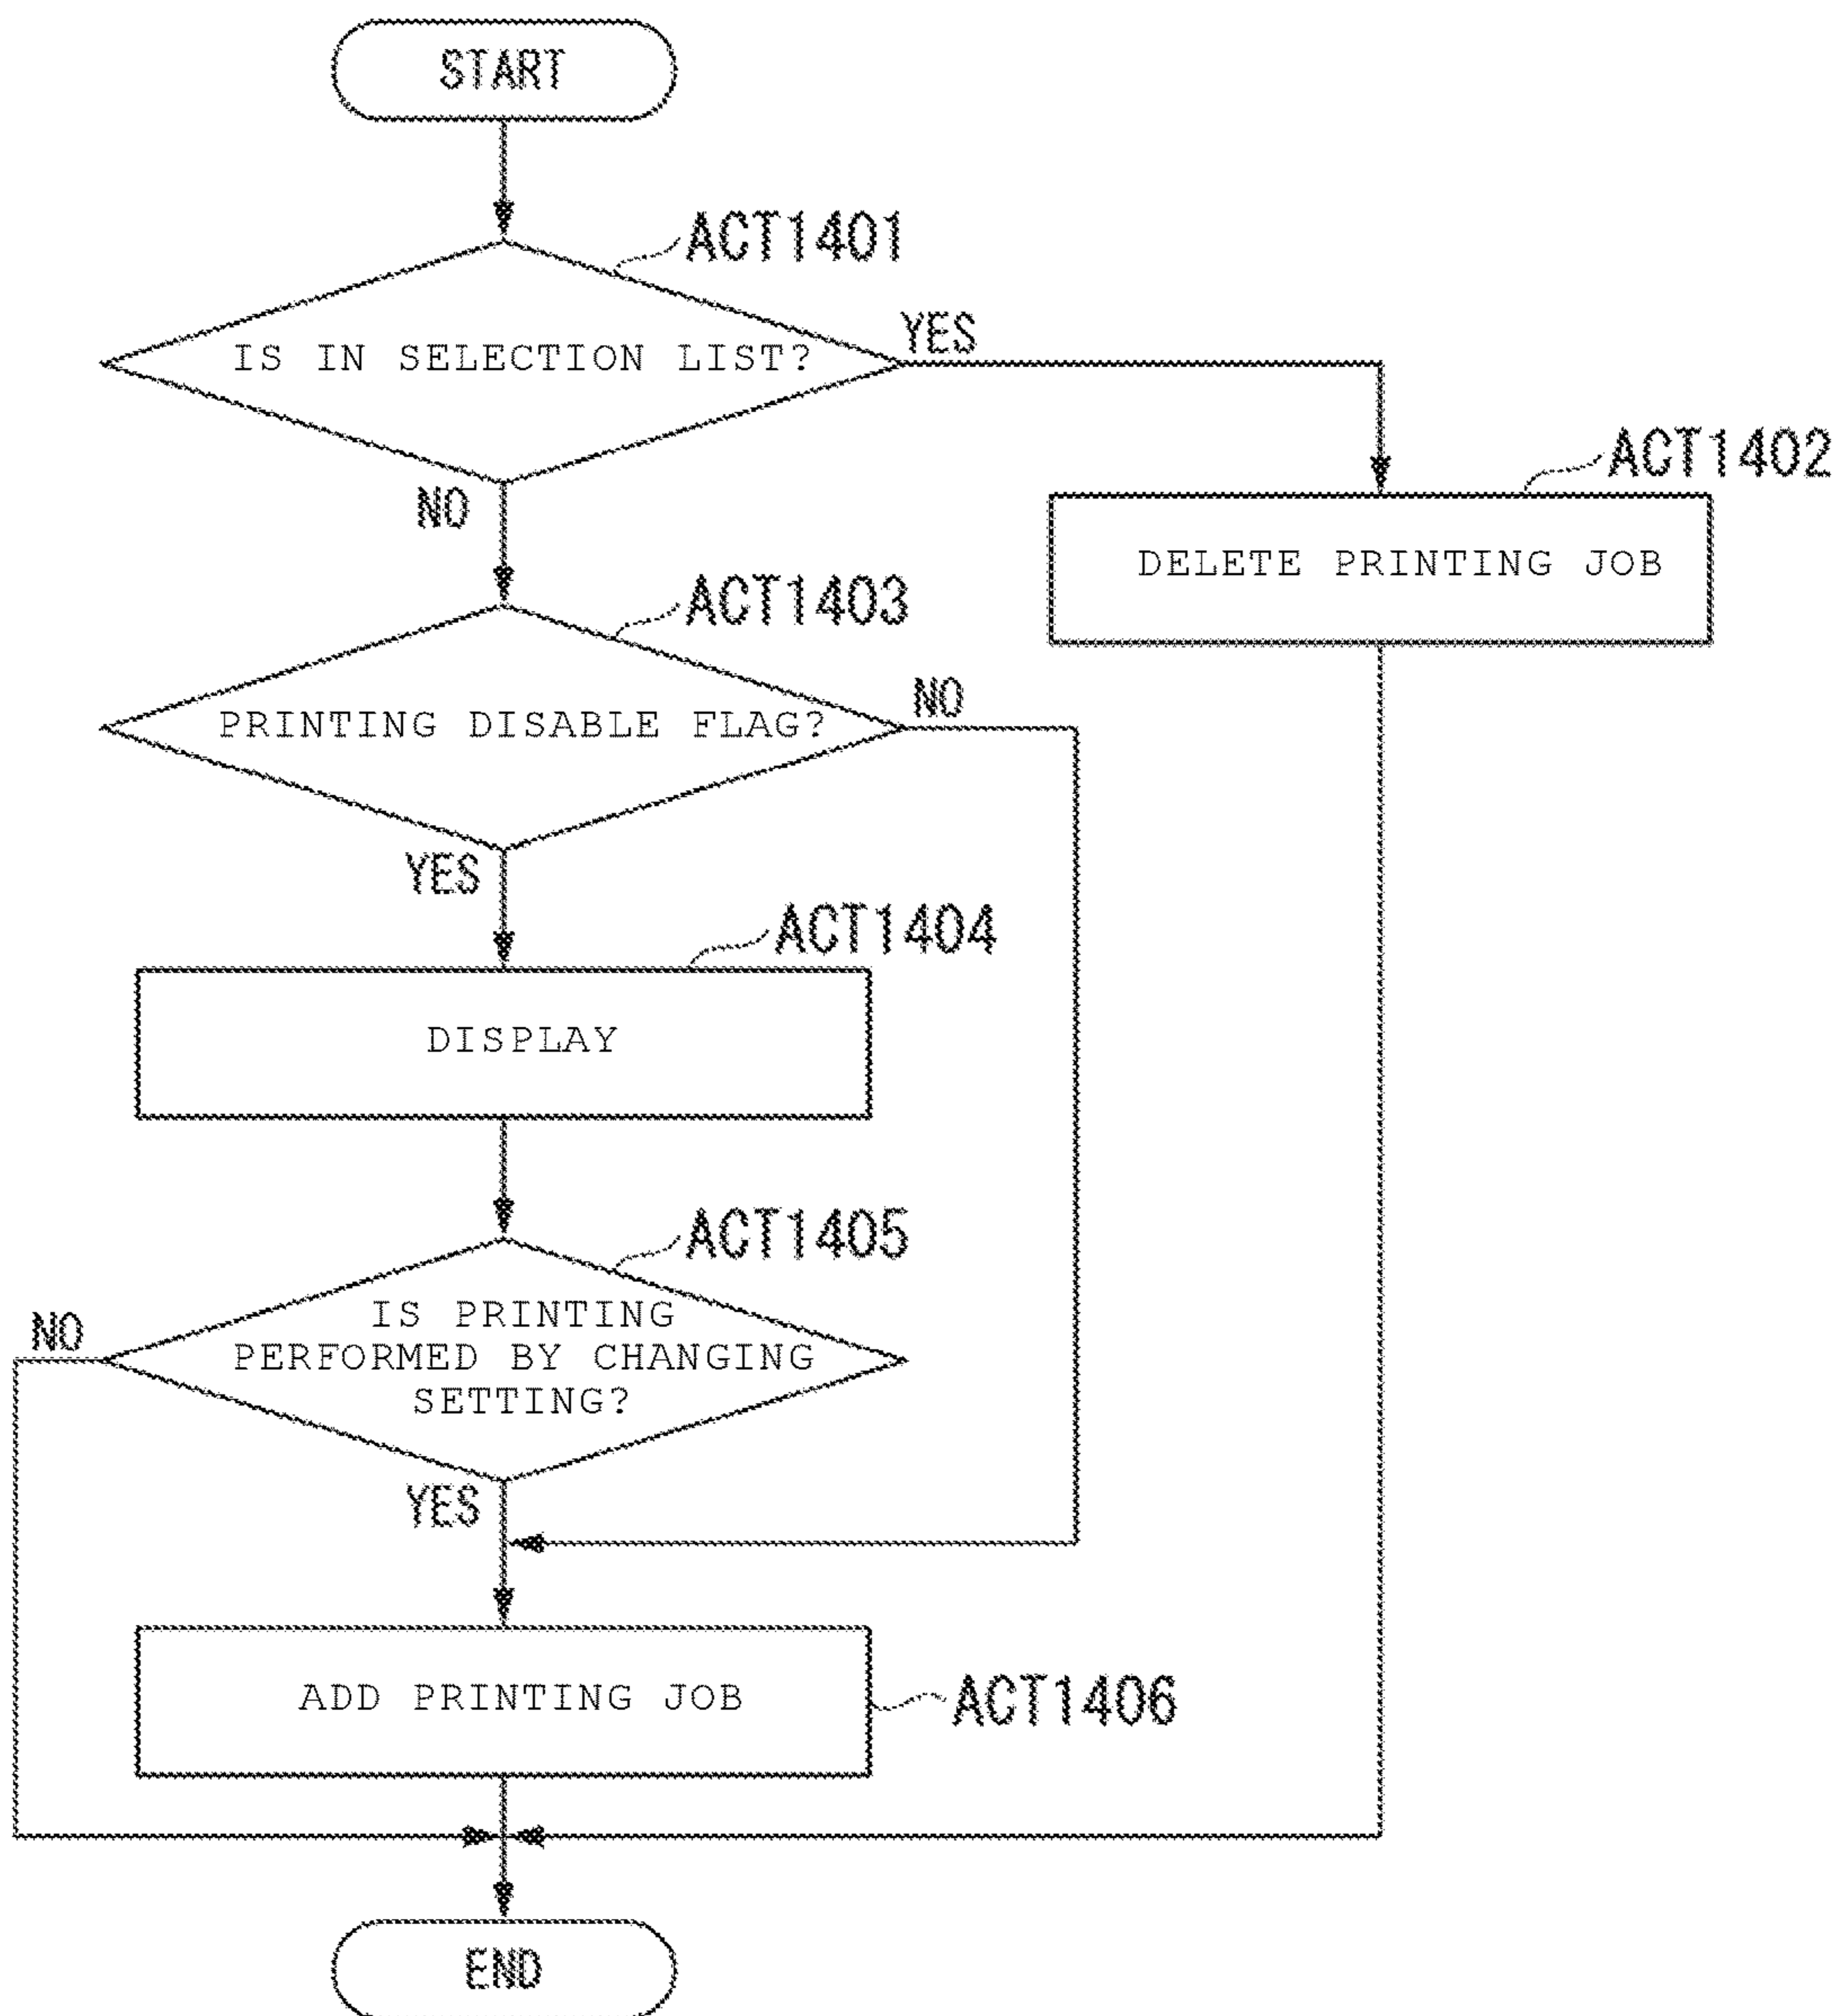 START
ACT1401
IS IN SELECTION LIST?
YES
NO
ACT1402
DELETE PRINTING JOB
ACT1403
PRINTING DISABLE FLAG?
NO
YES
ACT1404
DISPLAY
ACT1405
IS PRINTING
PERFORMED BY CHANGING
SETTING?
NO
YES
ADD PRINTING JOB
ACT1406
END